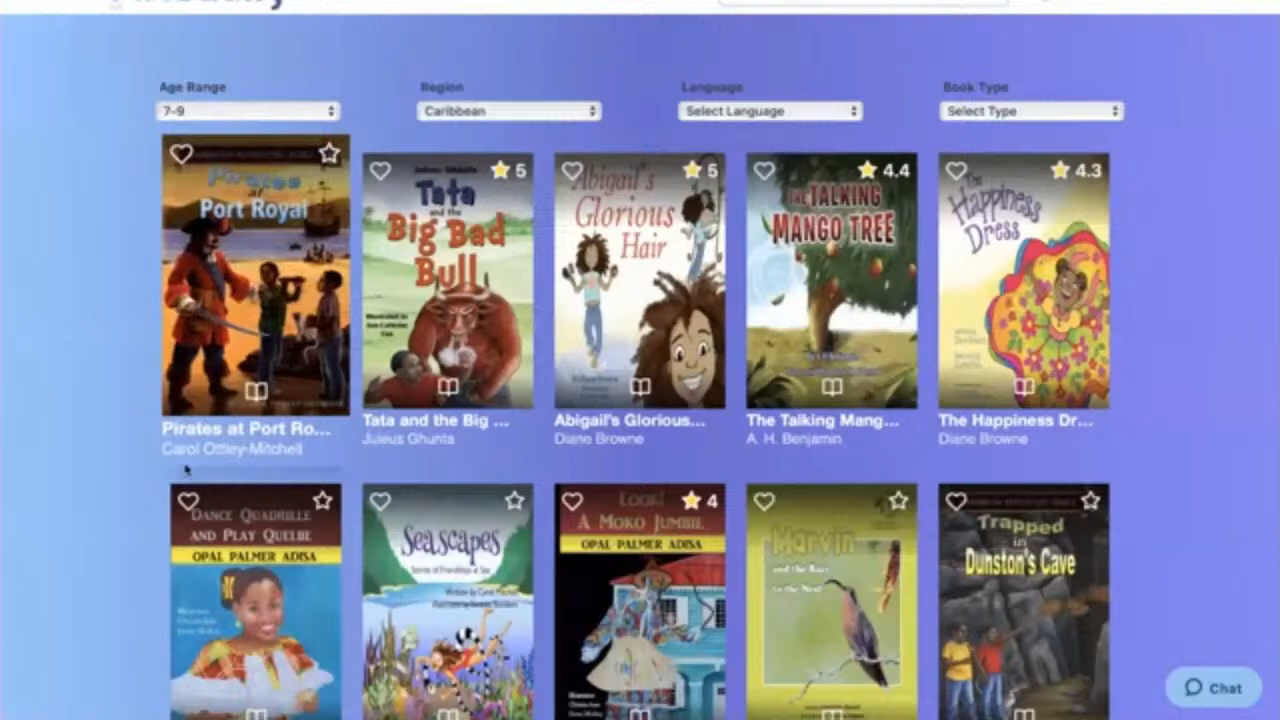 Age Range
Region
Language
Book Type
7-9
Caribbean
Select Language
Select Type
Pirates
at
Port Royal
5
Tata
and the
Big Bad
Bull
5
Abigail's
Glorious
Hair
4.4
THE TALKING
MANGO TREE
4.3
The
Happiness
Dress
Pirates at Port Ro...
Carol Ottley-Mitchell
Tata and the Big ...
Juleus Ghunta
Abigail's Glorious...
Diane Browne
The Talking Mang...
A. H. Benjamin
The Happiness Dr...
Diane Browne
DANCE QUADRILLE
AND PLAY QUELBE
OPAL PALMER ADISA
Seascapes
Stories of Friendships at Sea
4
LOOK!
A MOKO JUMBIE
OPAL PALMER ADISA
Marvin
and the
Trapped
in
Dunston's Cave
Chat